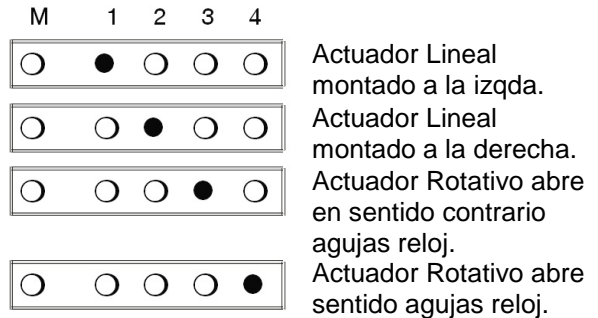 M 1 2 3 4
Actuador Lineal
montado a la izqda.
Actuador Lineal
montado a la derecha.
Actuador Rotativo abre
en sentido contrario
agujas reloj.
Actuador Rotativo abre
sentido agujas reloj.